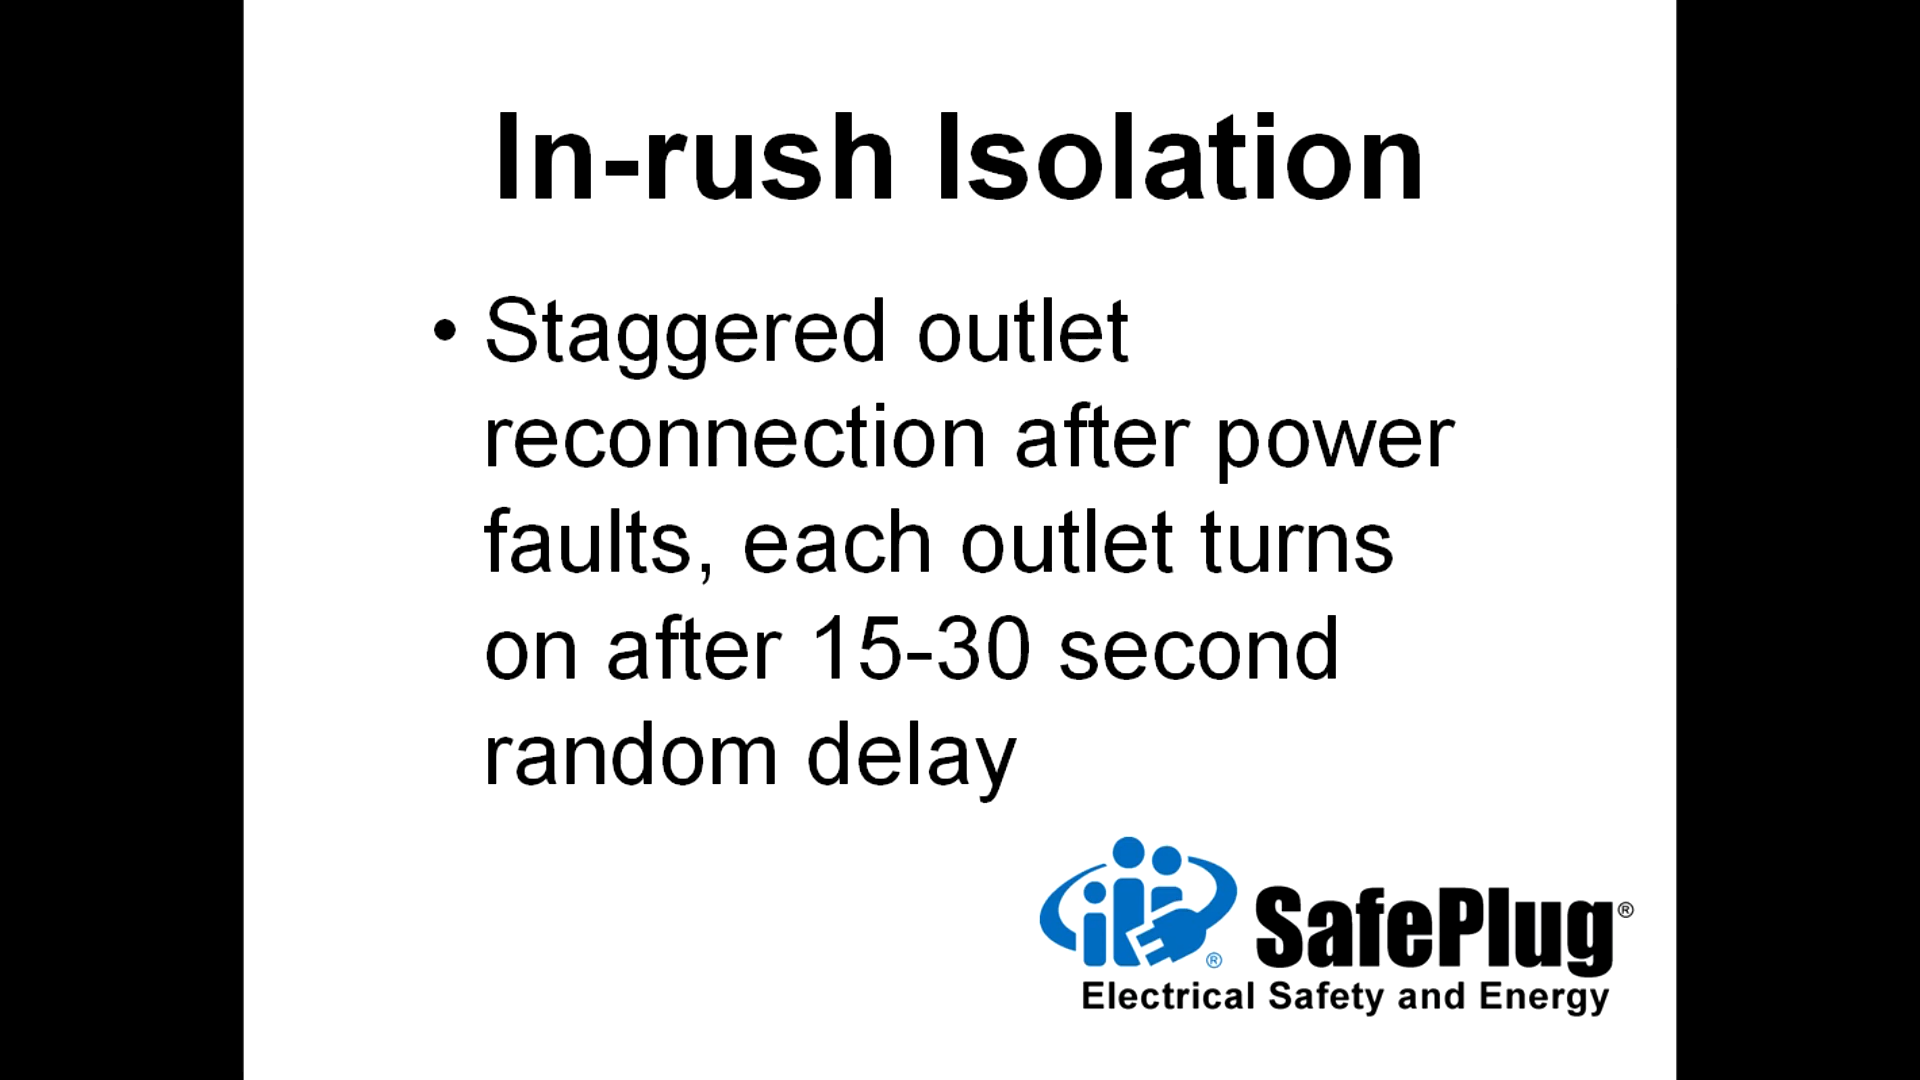 In-rush Isolation
• Staggered outlet
reconnection after power
faults, each outlet turns
on after 15-30 second
random delay
® SafePlug®
Electrical Safety and Energy